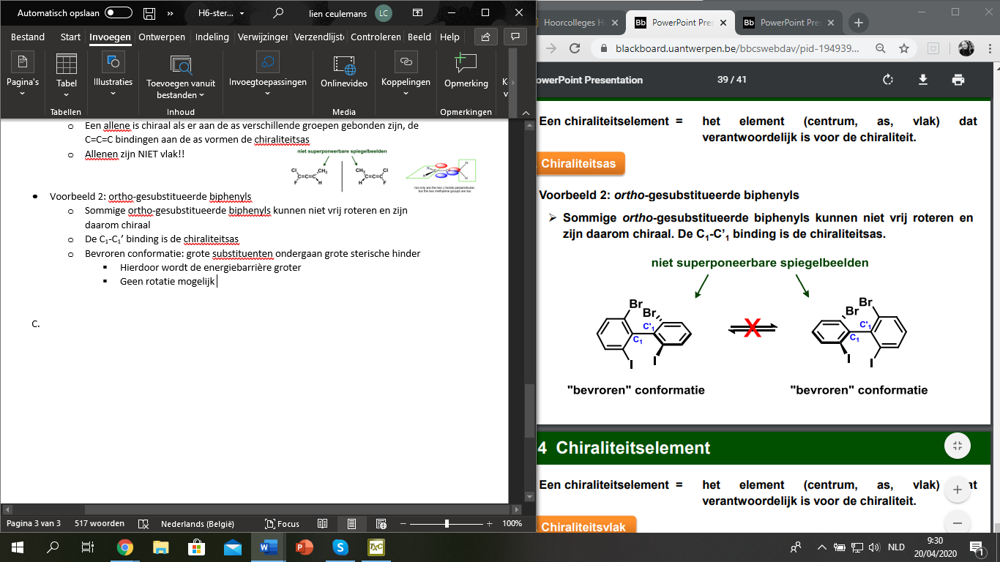 Automatisch opslaan
H6-ster...
lien ceulemans
LC
Bestand Start Invoegen Ontwerpen Indeling Verwijzinger Verzendlijst Controleren Beeld Help
Pagina's
Tabel
Illustraties
Toevoegen vanuit
bestanden
Invoegtoepassingen
Onlinevideo
Koppelingen
Opmerking
Tabellen
Inhoud
Media
Opmerkingen
o Een allene is chiraal als er aan de as verschillende groepen gebonden zijn, de
C=C=C bindingen aan de as vormen de chiraliteitsas
o Allenen zijn NIET vlak!!
niet superponeerbare spiegelbeelden
Cl CH₃ CH₃ Cl
C=C=C C=C=C
F H H F
not only are the two π bonds perpendicular,
but the two methylene groups are too
• Voorbeeld 2: ortho-gesubstitueerde biphenyls
o Sommige ortho-gesubstitueerde biphenyls kunnen niet vrij roteren en zijn
daarom chiraal
o De C₁-C₁’ binding is de chiraliteitsas
o Bevroren conformatie: grote substituenten ondergaan grote sterische hinder
▪ Hierdoor wordt de energiebarrière groter
▪ Geen rotatie mogelijk
C.
Pagina 3 van 3 517 woorden Nederlands (België) Focus 100%
Hoorcolleges H
Bb PowerPoint Pres
Bb PowerPoint Pre
blackboard.uantwerpen.be/bbcswebdav/pid-194939...
owerPoint Presentation 39 / 41
Een chiraliteitselement = het element (centrum, as, vlak) dat
verantwoordelijk is voor de chiraliteit.
Chiraliteitsas
Voorbeeld 2: ortho-gesubstitueerde biphenyls
➢ Sommige ortho-gesubstitueerde biphenyls kunnen niet vrij roteren en
zijn daarom chiraal. De C₁-C’₁ binding is de chiraliteitsas.
niet superponeerbare spiegelbeelden
Br Br
Br Br
C'₁ C'₁
C₁ X C₁
I I I I
"bevroren" conformatie "bevroren" conformatie
4 Chiraliteitselement
Een chiraliteitselement = het element (centrum, as, vlak) at
verantwoordelijk is voor de chiraliteit.
Chiraliteitsvlak
NLD
9:30
20/04/2020
1